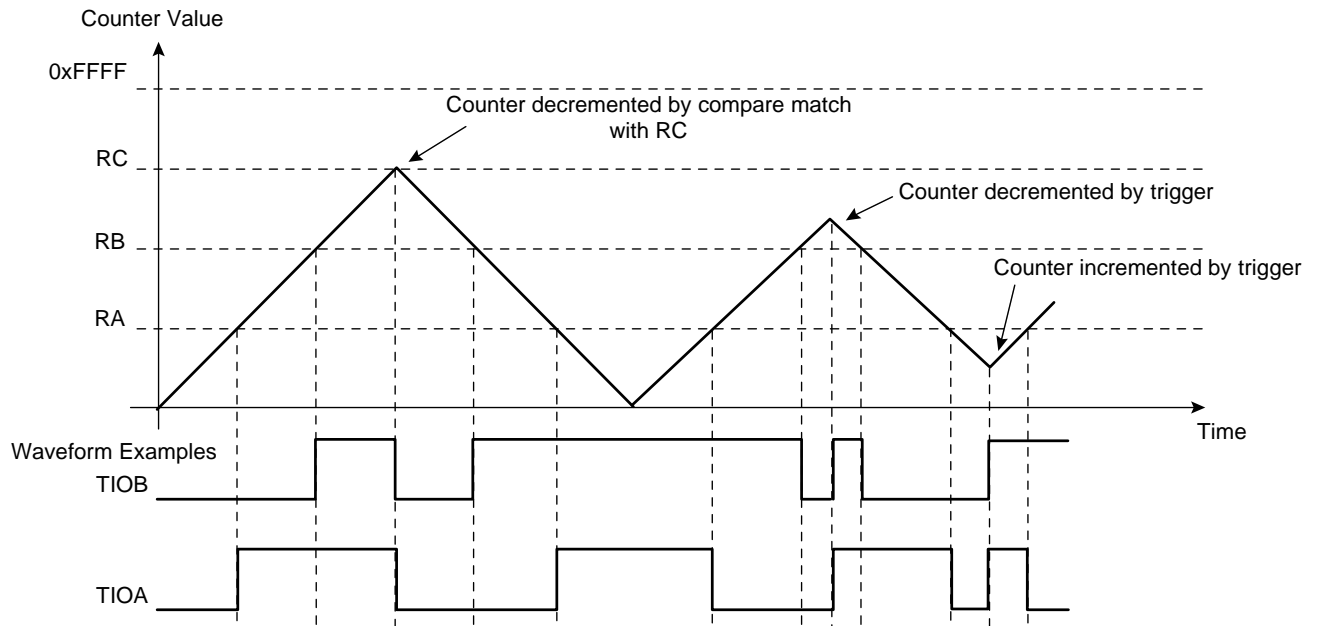 Counter Value
0xFFFF
Counter decremented by compare match
with RC
RC
Counter decremented by trigger
RB
Counter incremented by trigger
RA
Time
Waveform Examples
TIOB
TIOA